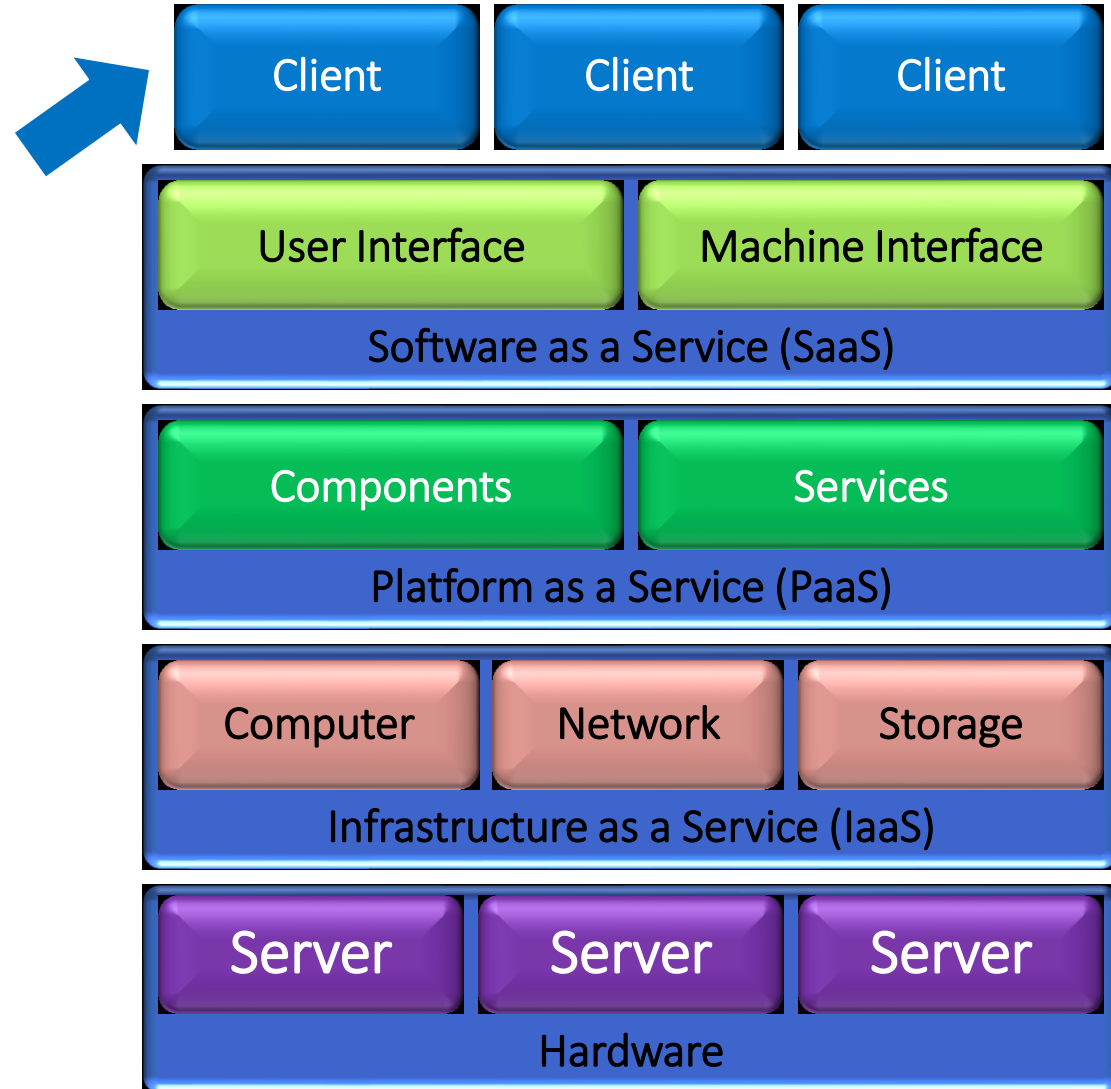 Client Client Client
User Interface Machine Interface
Software as a Service (SaaS)
Components Services
Platform as a Service (PaaS)
Computer Network Storage
Infrastructure as a Service (IaaS)
Server Server Server
Hardware